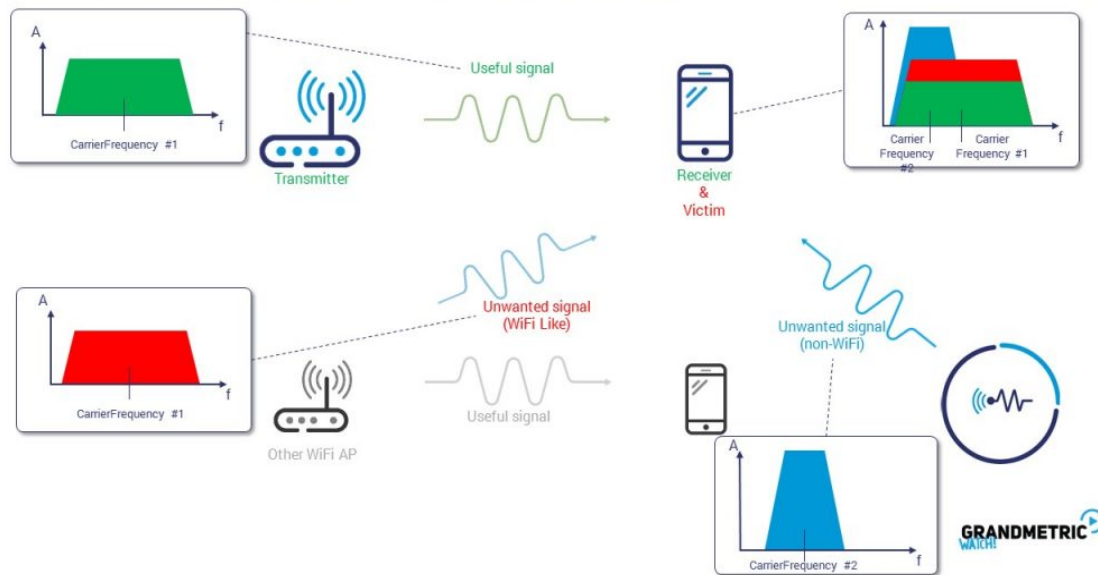 A
f
CarrierFrequency #1
Transmitter
Useful signal
Receiver
&
Victim
A
f
Carrier
Frequency
#2
Carrier
Frequency #1
A
f
CarrierFrequency #1
Other WiFi AP
Unwanted signal
(WiFi Like)
Useful signal
Unwanted signal
(non-WiFi)
A
f
CarrierFrequency #2
GRANDMETRIC
WATCH!